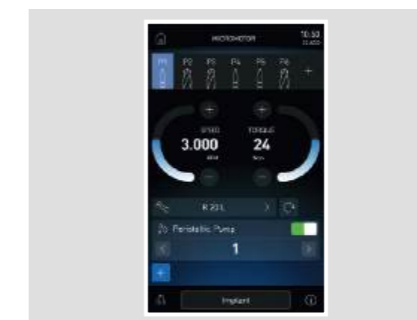 MICROMOTOR 10:50
P1 P2 P3 P4 P5 P6 +
SPEED TORQUE
3.000 24
RPM Ncm
R 20 L
Peristaltic Pump
1
Implant